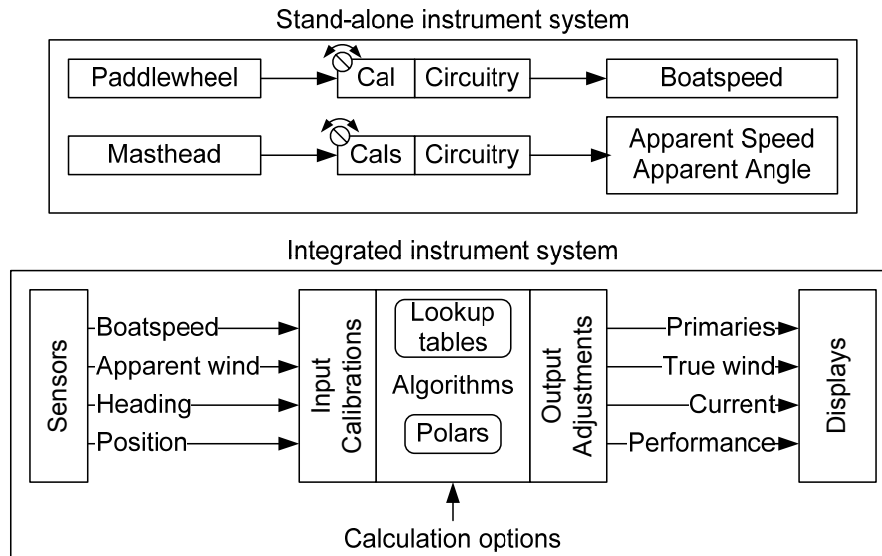 Stand-alone instrument system
Paddlewheel
Cal
Circuitry
Boatspeed
Masthead
Cals
Circuitry
Apparent Speed
Apparent Angle
Integrated instrument system
Sensors
Boatspeed
Apparent wind
Heading
Position
Input
Calibrations
Lookup
tables
Algorithms
Polars
Output
Adjustments
Primaries
True wind
Current
Performance
Displays
Calculation options